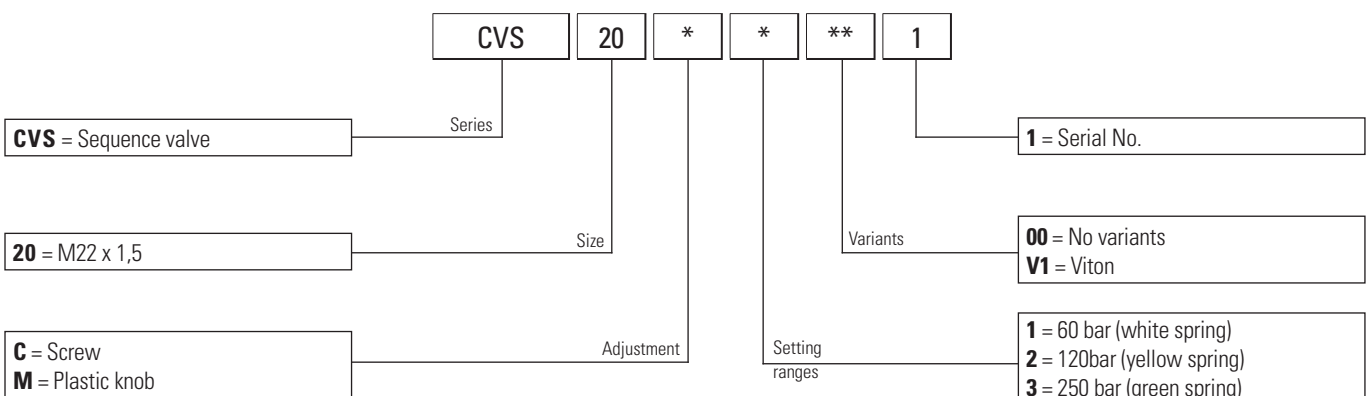 CVS 20 * * ** 1
Series
CVS = Sequence valve
1 = Serial No.
Size
20 = M22 x 1,5
Variants
00 = No variants
V1 = Viton
Adjustment
C = Screw
M = Plastic knob
Setting
ranges
1 = 60 bar (white spring)
2 = 120bar (yellow spring)
3 = 250 bar (green spring)